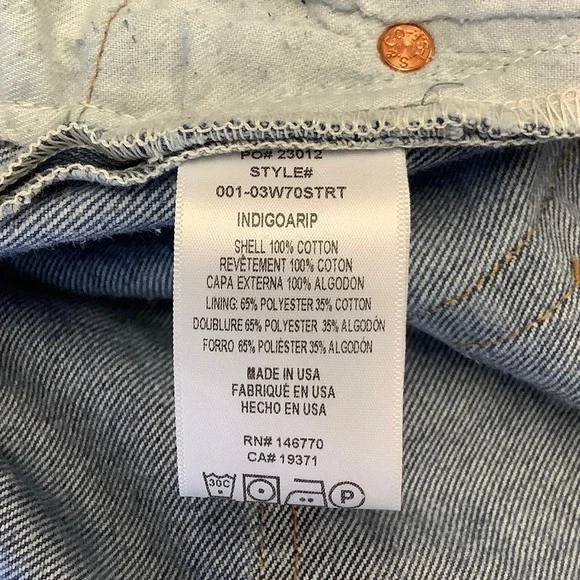 PO# 23012
STYLE#
001-03W70STRT
INDIGOARIP
SHELL 100% COTTON
REVÊTEMENT 100% COTON
CAPA EXTERNA 100% ALGODON
LINING: 65% POLYESTER 35% COTTON
DOUBLURE 65% POLYESTER 35% ALGODÓN
FORRO 65% POLIÉSTER 35% ALGODÓN
MADE IN USA
FABRIQUÉ EN USA
HECHO EN USA
RN# 146770
CA# 19371
30C P